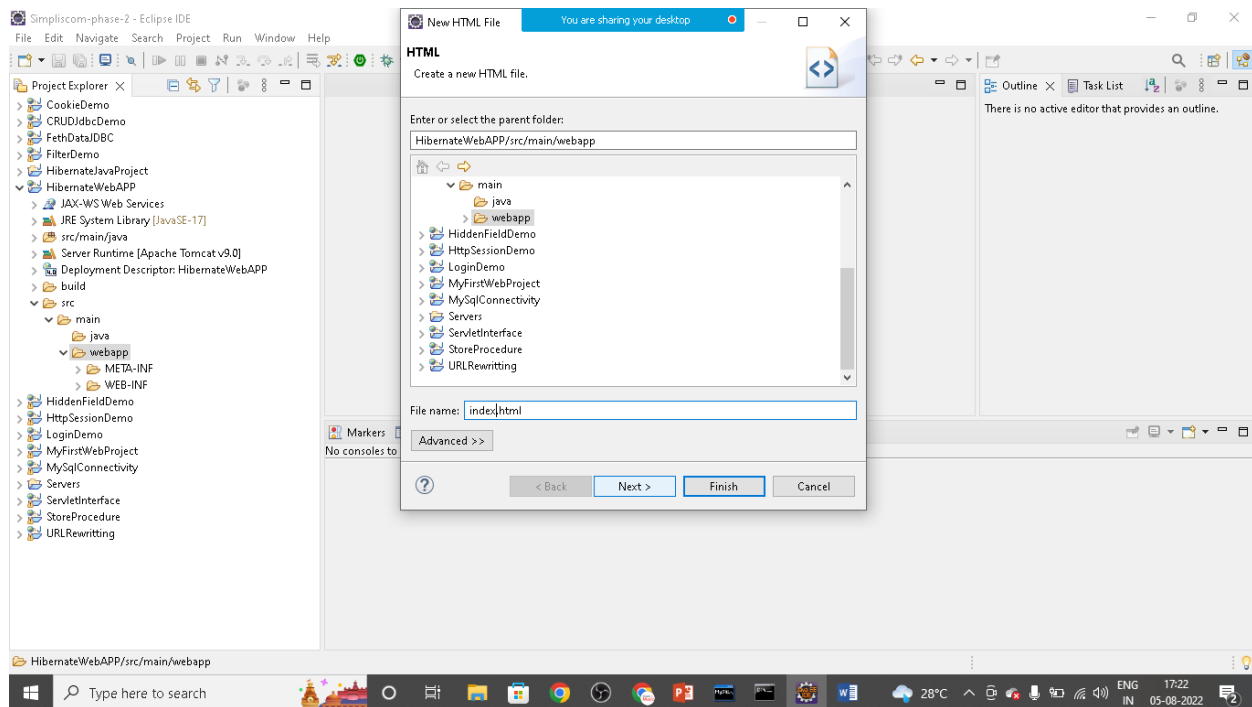 Simpliscom-phase-2 - Eclipse IDE
File Edit Navigate Search Project Run Window Help
Project Explorer
CookieDemo
CRUDJdbcDemo
FethDataJDBC
FilterDemo
HibernateJavaProject
HibernateWebAPP
JAX-WS Web Services
JRE System Library [JavaSE-17]
src/main/java
Server Runtime [Apache Tomcat v9.0]
Deployment Descriptor: HibernateWebAPP
build
src
main
java
webapp
META-INF
WEB-INF
HiddenFieldDemo
HttpSessionDemo
LoginDemo
MyFirstWebProject
MySqlConnectivity
Servers
ServletInterface
StoreProcedure
URLRewritting
New HTML File
You are sharing your desktop
HTML
Create a new HTML file.
Enter or select the parent folder:
HibernateWebAPP/src/main/webapp
main
java
webapp
HiddenFieldDemo
HttpSessionDemo
LoginDemo
MyFirstWebProject
MySqlConnectivity
Servers
ServletInterface
StoreProcedure
URLRewritting
File name: index.html
Advanced >>
< Back Next > Finish Cancel
Markers
No consoles to
Outline Task List
There is no active editor that provides an outline.
HibernateWebAPP/src/main/webapp
Type here to search
28°C
ENG
IN
17:22
05-08-2022
2